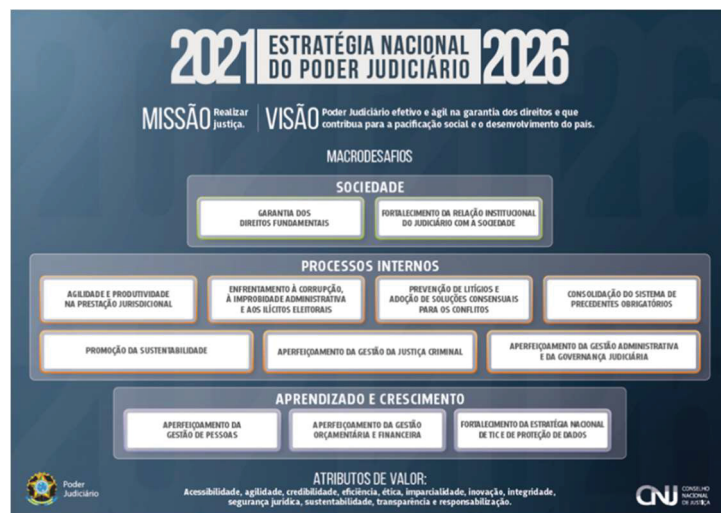 2021 ESTRATÉGIA NACIONAL DO PODER JUDICIÁRIO 2026
MISSÃO Realizar justiça.
VISÃO Poder Judiciário efetivo e ágil na garantia dos direitos e que
contribua para a pacificação social e o desenvolvimento do país.
MACRODESAFIOS
SOCIEDADE
GARANTIA DOS
DIREITOS FUNDAMENTAIS
FORTALECIMENTO DA RELAÇÃO INSTITUCIONAL
DO JUDICIÁRIO COM A SOCIEDADE
PROCESSOS INTERNOS
AGILIDADE E PRODUTIVIDADE
NA PRESTAÇÃO JURISDICIONAL
ENFRENTAMENTO À CORRUPÇÃO,
À IMPROBIDADE ADMINISTRATIVA
E AOS ILÍCITOS ELEITORAIS
PREVENÇÃO DE LITÍGIOS E
ADOÇÃO DE SOLUÇÕES CONSENSUAIS
PARA OS CONFLITOS
CONSOLIDAÇÃO DO SISTEMA DE
PRECEDENTES OBRIGATÓRIOS
PROMOÇÃO DA SUSTENTABILIDADE
APERFEIÇOAMENTO DA GESTÃO DA JUSTIÇA CRIMINAL
APERFEIÇOAMENTO DA GESTÃO ADMINISTRATIVA
E DA GOVERNANÇA JUDICIÁRIA
APRENDIZADO E CRESCIMENTO
APERFEIÇOAMENTO DA
GESTÃO DE PESSOAS
APERFEIÇOAMENTO DA GESTÃO
ORÇAMENTÁRIA E FINANCEIRA
FORTALECIMENTO DA ESTRATÉGIA NACIONAL
DE TIC E DE PROTEÇÃO DE DADOS
Poder
Judiciário
ATRIBUTOS DE VALOR:
Acessibilidade, agilidade, credibilidade, eficiência, ética, imparcialidade, inovação, integridade,
segurança jurídica, sustentabilidade, transparência e responsabilização.
CNJ
CONSELHO
NACIONAL
DE JUSTIÇA